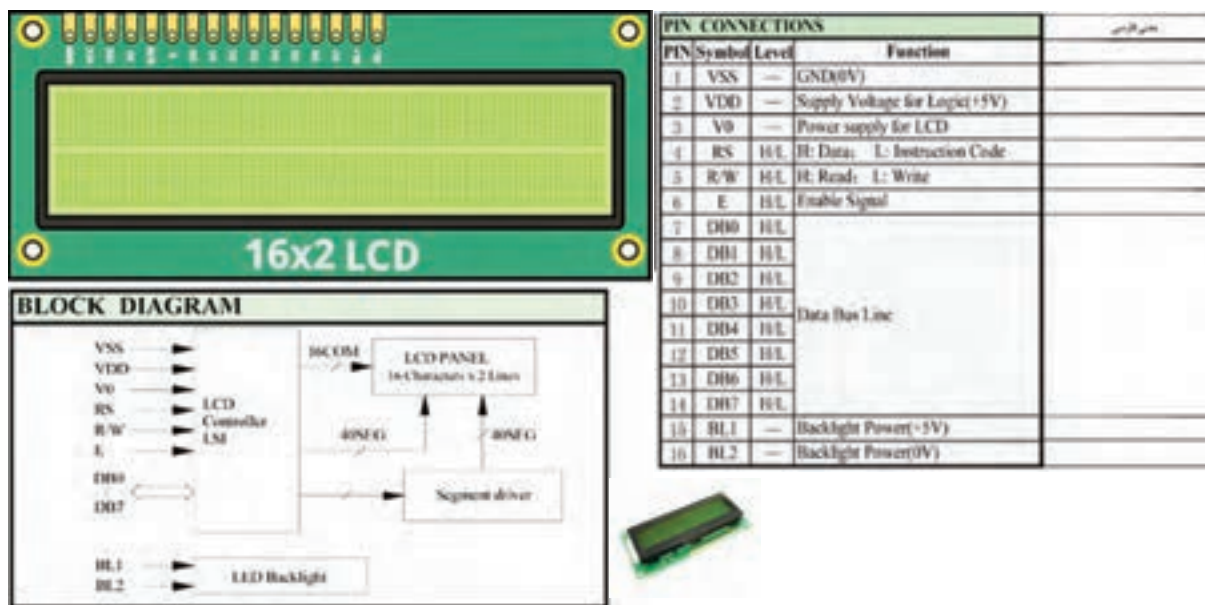 16x2 LCD
BLOCK DIAGRAM
VSS
VDD
V0
RS
R/W
E
DB0
DB7
LCD
Controller
LSI
16COM
LCD PANEL
16-Characters x 2 Lines
40SEG
40SEG
Segment driver
BL1
BL2
LED Backlight
PIN CONNECTIONS
PIN Symbol Level Function
1 VSS — GND(0V)
2 VDD — Supply Voltage for Logic(+5V)
3 V0 — Power supply for LCD
4 RS H/L H: Data; L: Instruction Code
5 R/W H/L H: Read; L: Write
6 E H/L Enable Signal
7 DB0 H/L
8 DB1 H/L
9 DB2 H/L
10 DB3 H/L
Data Bus Line
11 DB4 H/L
12 DB5 H/L
13 DB6 H/L
14 DB7 H/L
15 BL1 — Backlight Power(+5V)
16 BL2 — Backlight Power(0V)